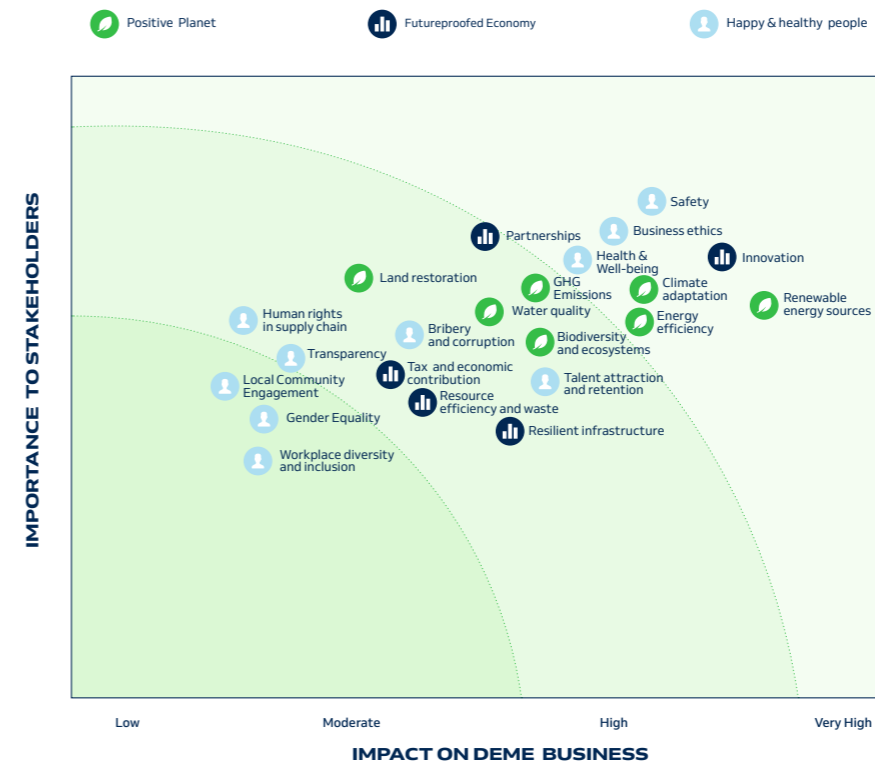 Positive Planet
Futureproofed Economy
Happy & healthy people
IMPORTANCE TO STAKEHOLDERS
Safety
Business ethics
Partnerships
Health &
Well-being
Innovation
Land restoration
GHG
Emissions
Climate
adaptation
Renewable
energy sources
Water quality
Human rights
in supply chain
Energy
efficiency
Bribery
and corruption
Biodiversity
and ecosystems
Transparency
Tax and economic
contribution
Local Community
Engagement
Talent attraction
and retention
Resource
efficiency and waste
Gender Equality
Resilient infrastructure
Workplace diversity
and inclusion
Low
Moderate
High
Very High
IMPACT ON DEME BUSINESS